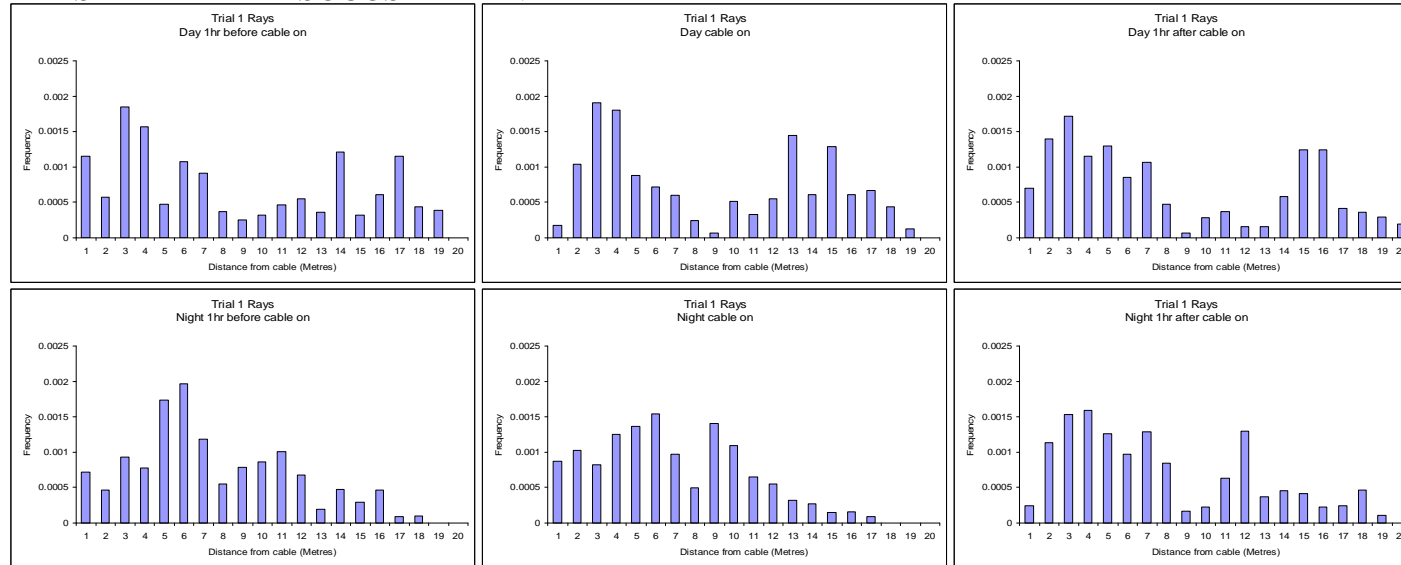 Trial 1 Rays
Day 1hr before cable on
0.0025
0.002
0.0015
0.001
0.0005
0
Frequency
1 2 3 4 5 6 7 8 9 10 11 12 13 14 15 16 17 18 19 20
Distance from cable (Metres)
Trial 1 Rays
Day cable on
0.0025
0.002
0.0015
0.001
0.0005
0
Frequency
1 2 3 4 5 6 7 8 9 10 11 12 13 14 15 16 17 18 19 20
Distance from cable (Metres)
Trial 1 Rays
Day 1hr after cable on
0.0025
0.002
0.0015
0.001
0.0005
0
Frequency
1 2 3 4 5 6 7 8 9 10 11 12 13 14 15 16 17 18 19
Distance from cable (Metres)
Trial 1 Rays
Night 1hr before cable on
0.0025
0.002
0.0015
0.001
0.0005
0
Frequency
1 2 3 4 5 6 7 8 9 10 11 12 13 14 15 16 17 18 19 20
Distance from cable (Metres)
Trial 1 Rays
Night cable on
0.0025
0.002
0.0015
0.001
0.0005
0
Frequency
1 2 3 4 5 6 7 8 9 10 11 12 13 14 15 16 17 18 19 20
Distance from cable (Metres)
Trial 1 Rays
Night 1hr after cable on
0.0025
0.002
0.0015
0.001
0.0005
0
Frequency
1 2 3 4 5 6 7 8 9 10 11 12 13 14 15 16 17 18 19
Distance from cable (Metres)